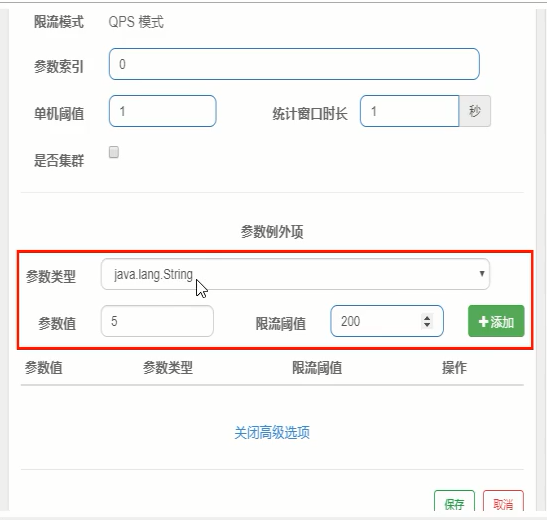 限流模式 QPS 模式
参数索引 0
单机阈值 1 统计窗口时长 1 秒
是否集群
参数例外项
参数类型 java.lang.String
参数值 5 限流阈值 200 +添加
参数值 参数类型 限流阈值 操作
关闭高级选项
保存 取消